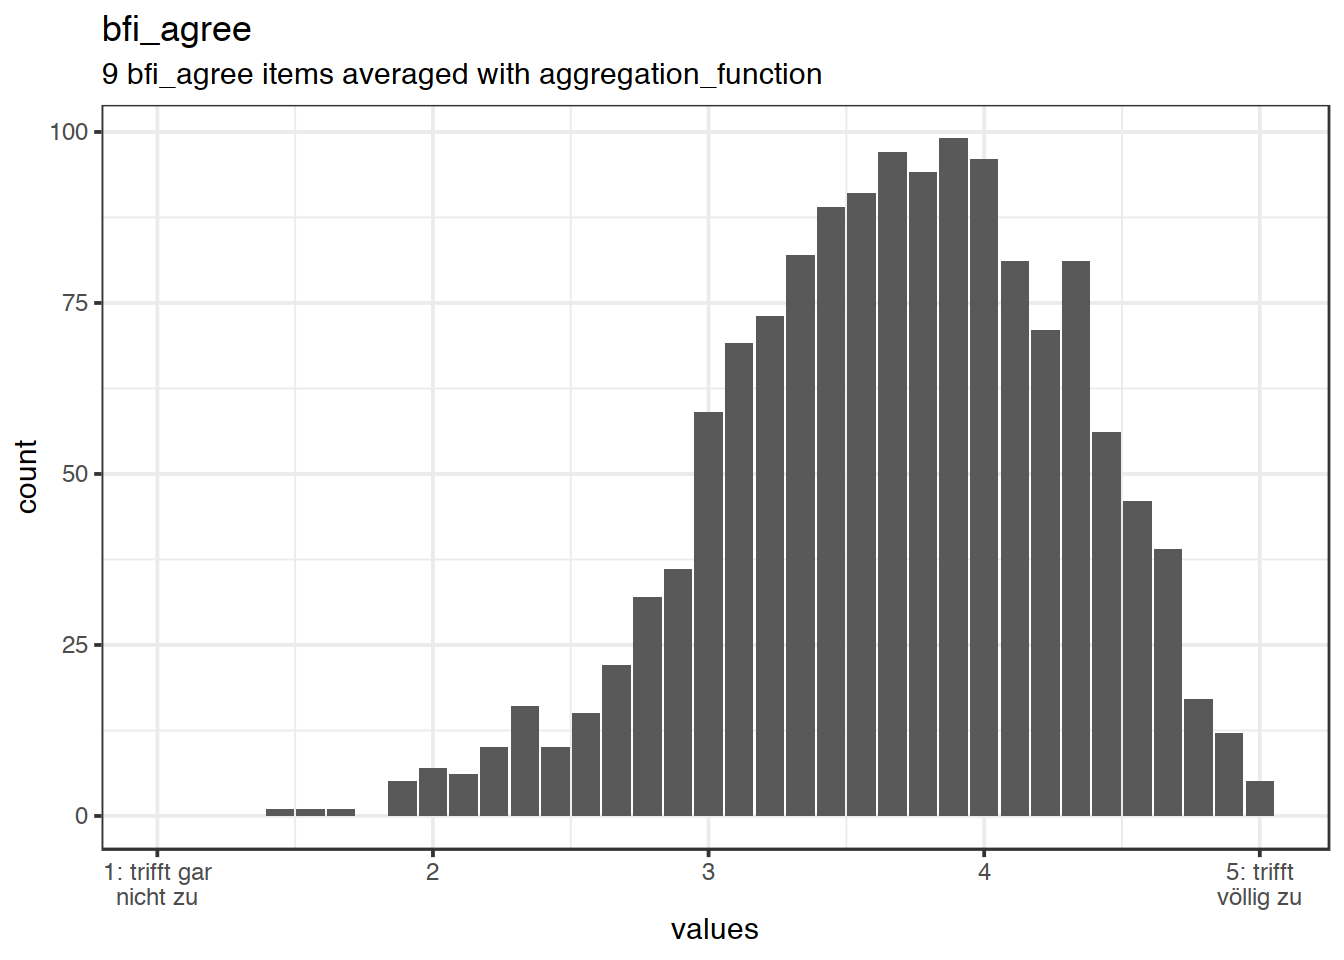 bfi_agree
9 bfi_agree items averaged with aggregation_function
100
75
50
25
0
count
1: trifft gar
nicht zu
2
3
4
5: trifft
völlig zu
values